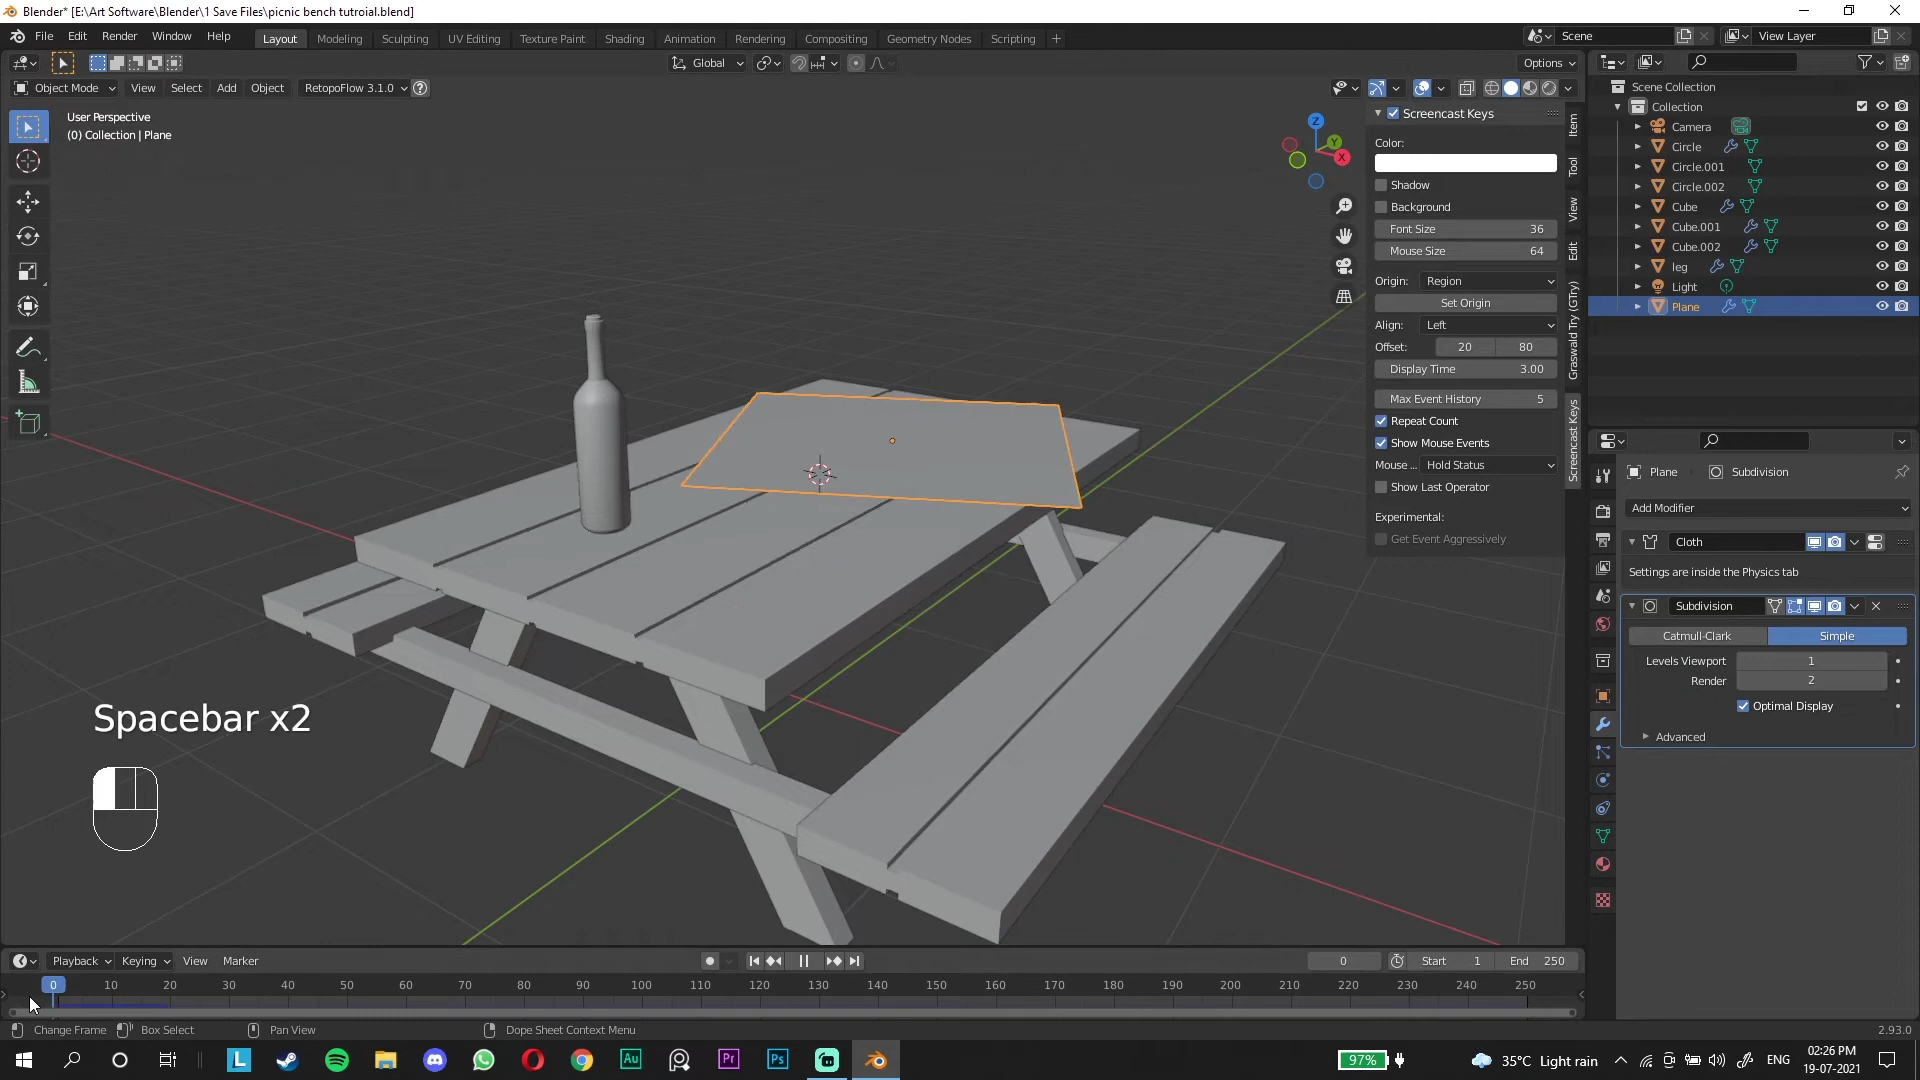 Blender* [E:\Art Software\Blender\1 Save Files\picnic bench tutroial.blend]
File Edit Render Window Help
Layout Modeling Sculpting UV Editing Texture Paint Shading Animation Rendering Compositing Geometry Nodes Scripting +
Scene View Layer
Global Options
Object Mode View Select Add Object RetopoFlow 3.1.0 ?
User Perspective
(0) Collection | Plane
Z
Y
X
Screencast Keys
Color:
Shadow
Background
Font Size 36
Mouse Size 64
Origin: Region
Set Origin
Align: Left
Offset: 20 80
Display Time 3.00
Max Event History 5
Repeat Count
Show Mouse Events
Mouse ... Hold Status
Show Last Operator
Experimental:
Get Event Aggressively
Item
Tool
View
Edit
Graswald Try (GTry)
Screencast Keys
Scene Collection
Collection
Camera
Circle
Circle.001
Circle.002
Cube
Cube.001
Cube.002
leg
Light
Plane
Plane Subdivision
Add Modifier
Cloth
Settings are inside the Physics tab
Subdivision
Catmull-Clark Simple
Levels Viewport 1
Render 2
Optimal Display
Advanced
Spacebar x2
Playback Keying View Marker
0 Start 1 End 250
0 10 20 30 40 50 60 70 80 90 100 110 120 130 140 150 160 170 180 190 200 210 220 230 240 250
Change Frame Box Select Pan View Dope Sheet Context Menu 2.93.0
L Au Pr Ps 97% 35°C Light rain ENG
02:26 PM
19-07-2021